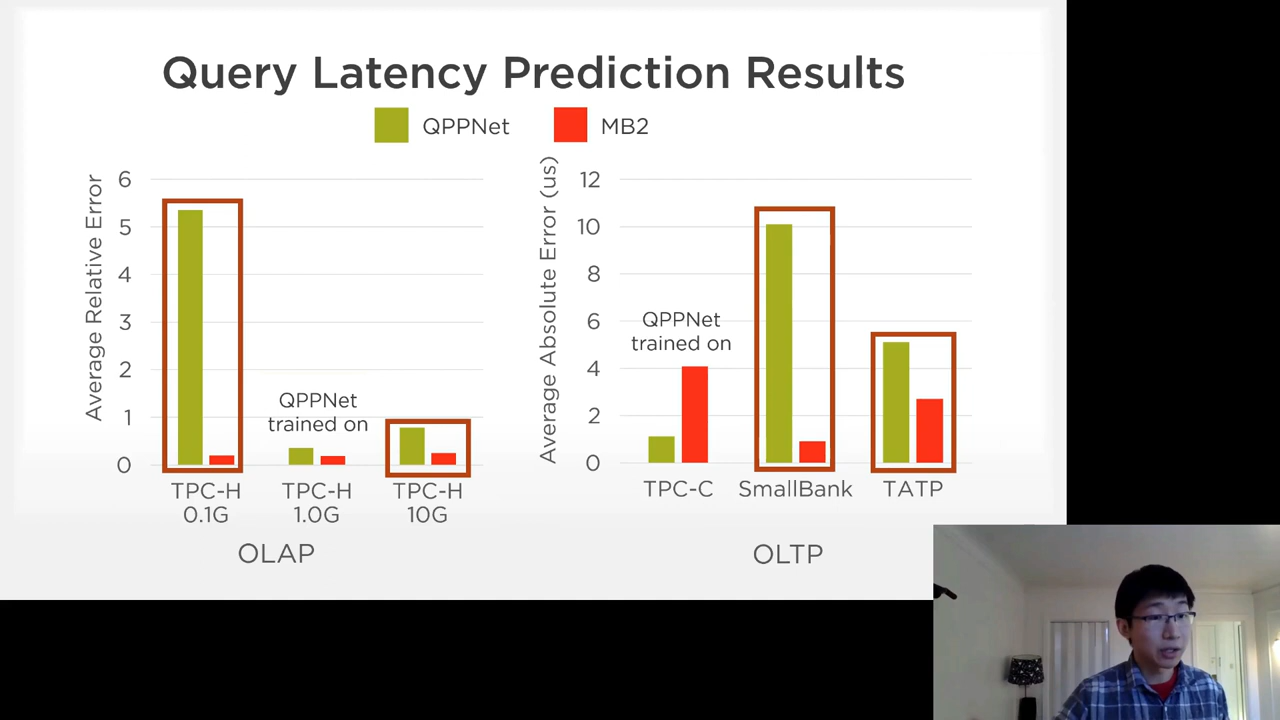 Query Latency Prediction Results
QPPNet
MB2
Average Relative Error
6
5
4
3
2
1
0
QPPNet
trained on
TPC-H
0.1G
TPC-H
1.0G
TPC-H
10G
OLAP
Average Absolute Error (us)
12
10
8
6
4
2
0
QPPNet
trained on
TPC-C
SmallBank
TATP
OLTP